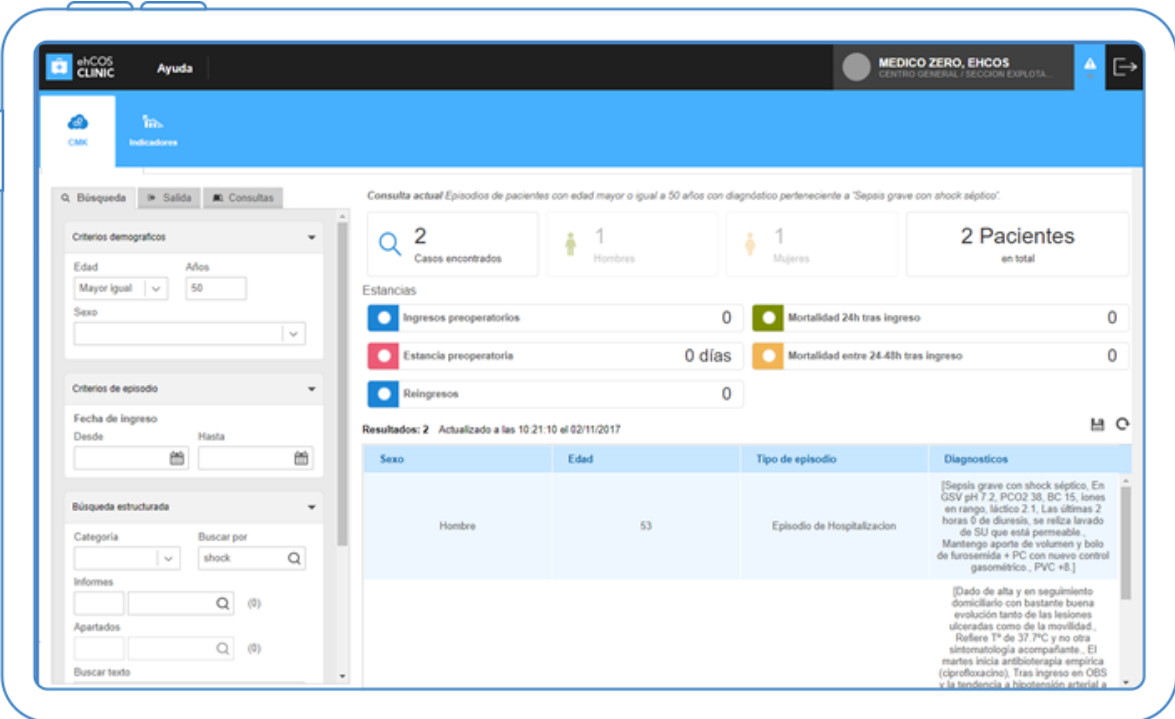 ehCOS
CLINIC
Ayuda
MEDICO ZERO, EHCOS
CENTRO GENERAL / SECCION EXPLOTA...
CMK
Indicadores
Búsqueda
Salida
Consultas
Criterios demograficos
Edad
Años
Mayor igual
50
Sexo
Criterios de episodio
Fecha de ingreso
Desde
Hasta
Búsqueda estructurada
Categoría
Buscar por
shock
Informes
(0)
Apartados
(0)
Buscar texto
Consulta actual Episodios de pacientes con edad mayor o igual a 50 años con diagnóstico perteneciente a "Sepsis grave con shock séptico".
2
Casos encontrados
1
Hombres
1
Mujeres
2 Pacientes
en total
Estancias
Ingresos preoperatorios 0
Mortalidad 24h tras ingreso 0
Estancia preoperatoria 0 días
Mortalidad entre 24-48h tras ingreso 0
Reingresos 0
Resultados: 2 Actualizado a las 10:21:10 el 02/11/2017
Sexo
Edad
Tipo de episodio
Diagnosticos
Hombre
53
Episodio de Hospitalizacion
[Sepsis grave con shock séptico, En
GSV pH 7.2, PCO2 38, BC 15, iones
en rango, láctico 2.1, Las últimas 2
horas 0 de diuresis, se reliza lavado
de SU que está permeable.,
Mantengo aporte de volumen y bolo
de furosemida + PC con nuevo control
gasométrico., PVC +8.]
[Dado de alta y en seguimiento
domiciliario con bastante buena
evolución tanto de las lesiones
ulceradas como de la movilidad.,
Refiere Tº de 37.7ºC y no otra
sintomatología acompañante., El
martes inicia antibioterapia empírica
(ciprofloxacino), Tras ingreso en OBS
y la tendencia a hipotensión arterial a